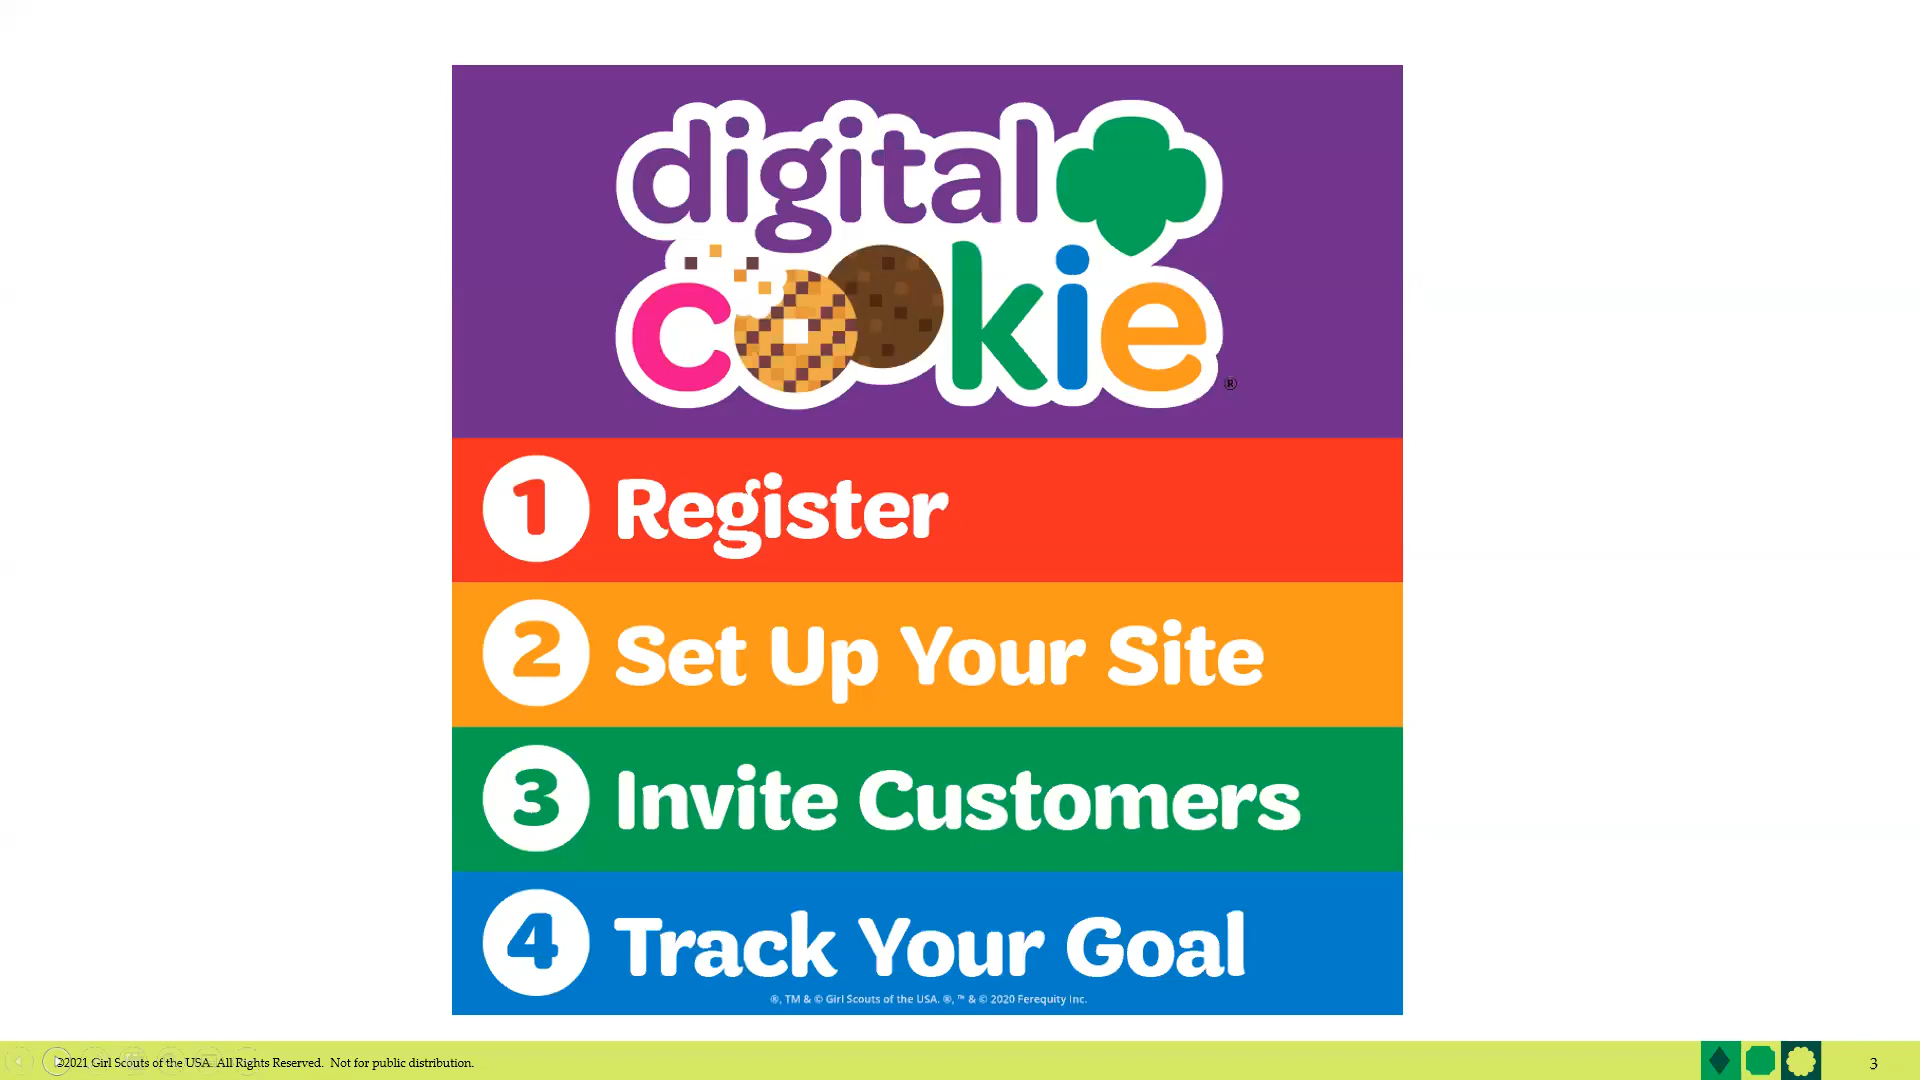 digital
cookie ®
1 Register
2 Set Up Your Site
3 Invite Customers
4 Track Your Goal
®, TM & © Girl Scouts of the USA. ®, ™ & © 2020 Ferequity Inc.
©2021 Girl Scouts of the USA. All Rights Reserved. Not for public distribution.
3